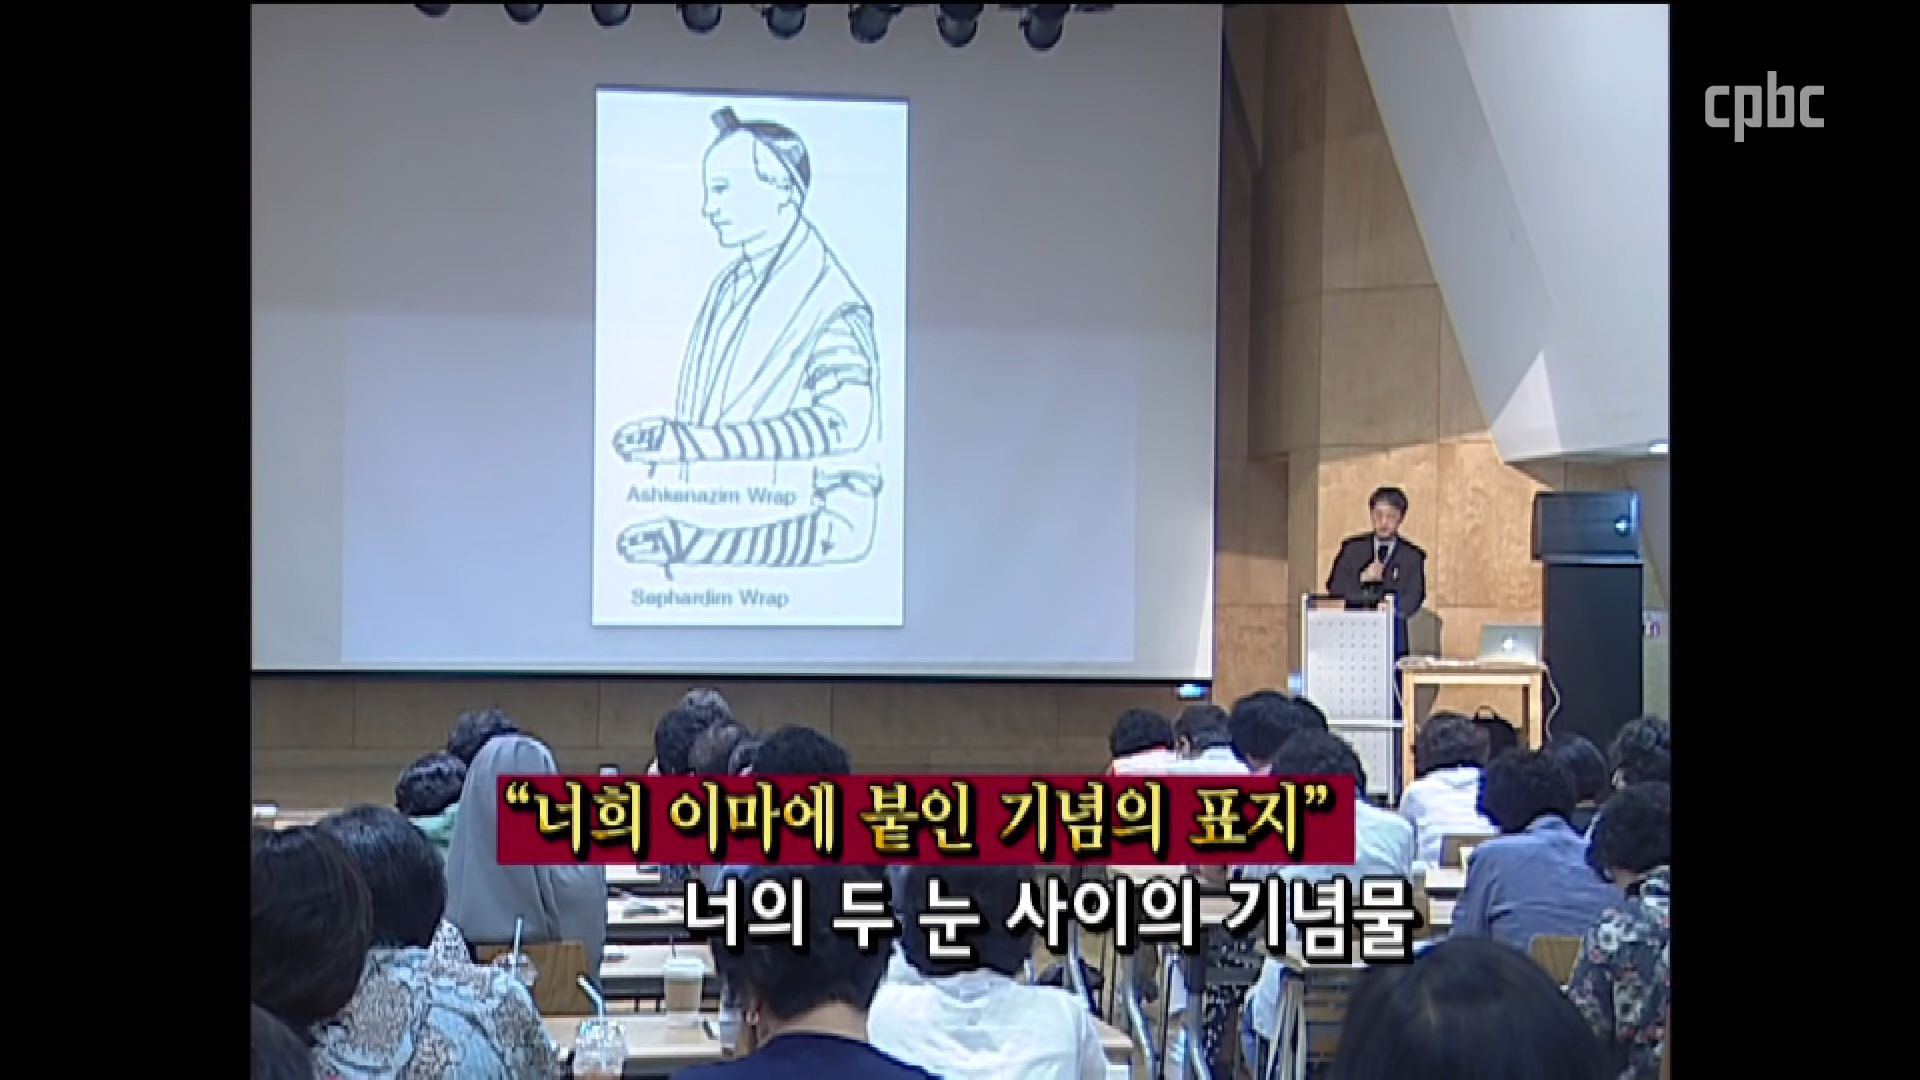 cpbc
Ashkenazim Wrap
Sephardim Wrap
“너희 이마에 붙인 기념의 표지”
너의 두 눈 사이의 기념물